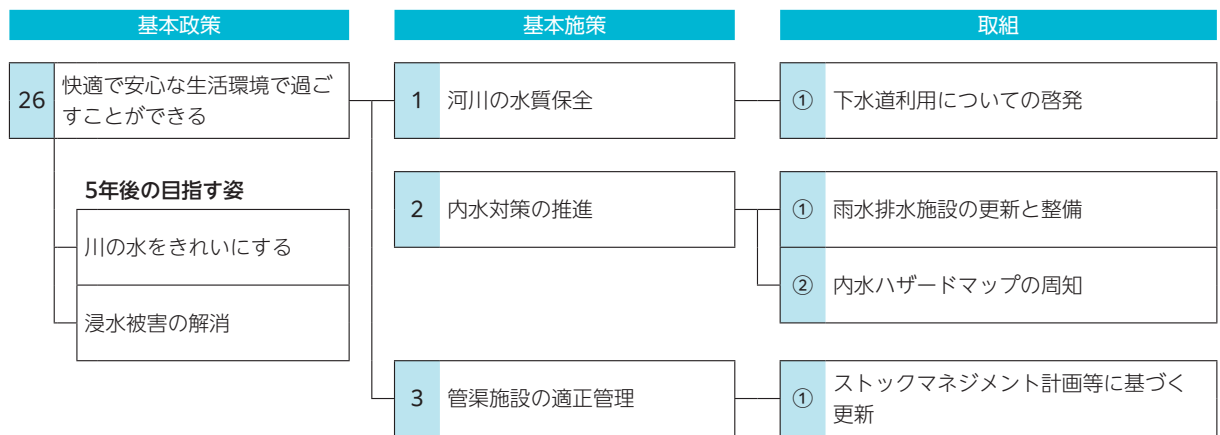 基本政策
基本施策
取組
26
快適で安心な生活環境で過ご
すことができる
1
河川の水質保全
①
下水道利用についての啓発
5年後の目指す姿
川の水をきれいにする
浸水被害の解消
2
内水対策の推進
①
雨水排水施設の更新と整備
②
内水ハザードマップの周知
3
管渠施設の適正管理
①
ストックマネジメント計画等に基づく
更新